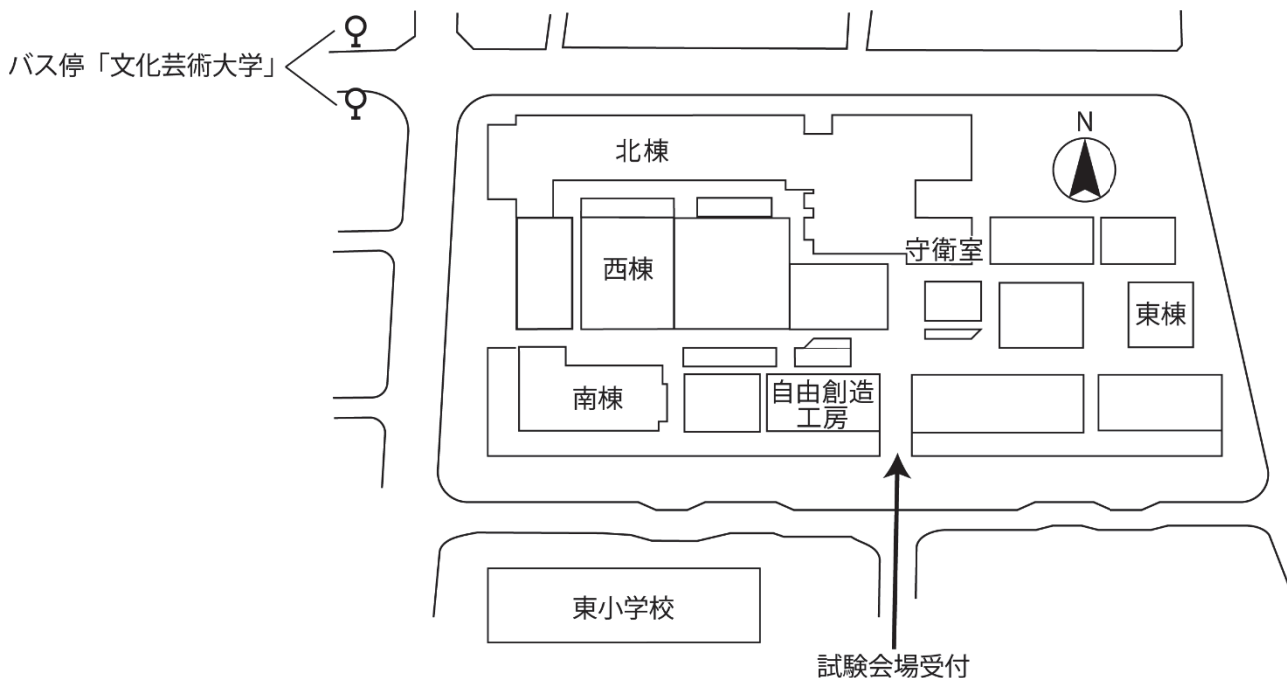 N
バス停「文化芸術大学」
北棟
守衛室
西棟
東棟
南棟
自由創造
工房
東小学校
試験会場受付